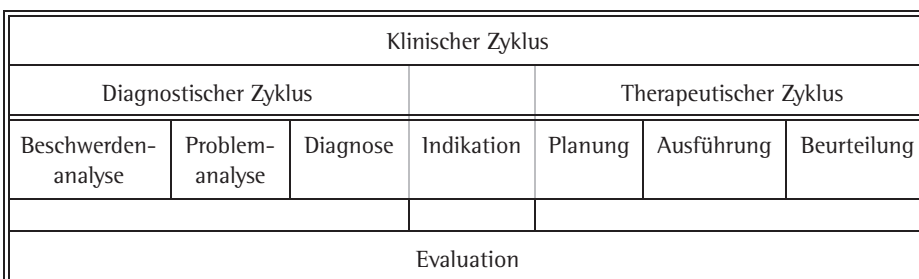 Klinischer Zyklus
Diagnostischer Zyklus Therapeutischer Zyklus
Beschwerden- Problem- Diagnose Indikation Planung Ausführung Beurteilung
analyse analyse
Evaluation